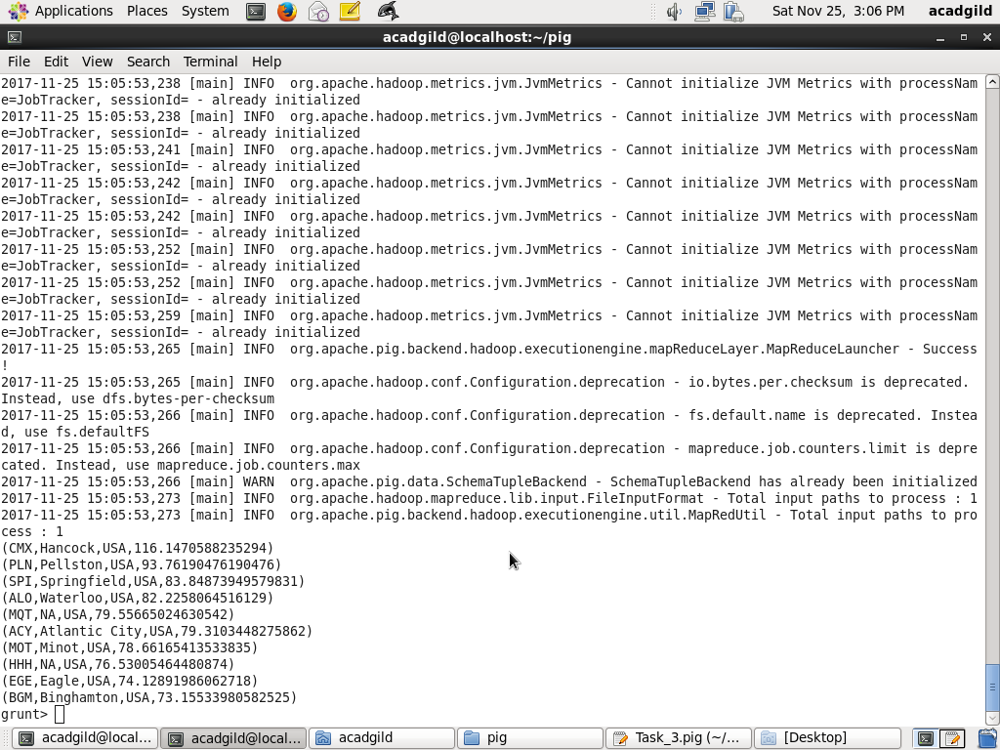 Applications Places System Sat Nov 25, 3:06 PM acadgild
acadgild@localhost:~/pig
File Edit View Search Terminal Help
2017-11-25 15:05:53,238 [main] INFO  org.apache.hadoop.metrics.jvm.JvmMetrics - Cannot initialize JVM Metrics with processNam
e=JobTracker, sessionId= - already initialized
2017-11-25 15:05:53,238 [main] INFO  org.apache.hadoop.metrics.jvm.JvmMetrics - Cannot initialize JVM Metrics with processNam
e=JobTracker, sessionId= - already initialized
2017-11-25 15:05:53,241 [main] INFO  org.apache.hadoop.metrics.jvm.JvmMetrics - Cannot initialize JVM Metrics with processNam
e=JobTracker, sessionId= - already initialized
2017-11-25 15:05:53,242 [main] INFO  org.apache.hadoop.metrics.jvm.JvmMetrics - Cannot initialize JVM Metrics with processNam
e=JobTracker, sessionId= - already initialized
2017-11-25 15:05:53,242 [main] INFO  org.apache.hadoop.metrics.jvm.JvmMetrics - Cannot initialize JVM Metrics with processNam
e=JobTracker, sessionId= - already initialized
2017-11-25 15:05:53,252 [main] INFO  org.apache.hadoop.metrics.jvm.JvmMetrics - Cannot initialize JVM Metrics with processNam
e=JobTracker, sessionId= - already initialized
2017-11-25 15:05:53,252 [main] INFO  org.apache.hadoop.metrics.jvm.JvmMetrics - Cannot initialize JVM Metrics with processNam
e=JobTracker, sessionId= - already initialized
2017-11-25 15:05:53,259 [main] INFO  org.apache.hadoop.metrics.jvm.JvmMetrics - Cannot initialize JVM Metrics with processNam
e=JobTracker, sessionId= - already initialized
2017-11-25 15:05:53,265 [main] INFO  org.apache.pig.backend.hadoop.executionengine.mapReduceLayer.MapReduceLauncher - Success
!
2017-11-25 15:05:53,265 [main] INFO  org.apache.hadoop.conf.Configuration.deprecation - io.bytes.per.checksum is deprecated.
Instead, use dfs.bytes-per-checksum
2017-11-25 15:05:53,266 [main] INFO  org.apache.hadoop.conf.Configuration.deprecation - fs.default.name is deprecated. Instea
d, use fs.defaultFS
2017-11-25 15:05:53,266 [main] INFO  org.apache.hadoop.conf.Configuration.deprecation - mapreduce.job.counters.limit is depre
cated. Instead, use mapreduce.job.counters.max
2017-11-25 15:05:53,266 [main] WARN  org.apache.pig.data.SchemaTupleBackend - SchemaTupleBackend has already been initialized
2017-11-25 15:05:53,273 [main] INFO  org.apache.hadoop.mapreduce.lib.input.FileInputFormat - Total input paths to process : 1
2017-11-25 15:05:53,273 [main] INFO  org.apache.pig.backend.hadoop.executionengine.util.MapRedUtil - Total input paths to pro
cess : 1
(CMX,Hancock,USA,116.1470588235294)
(PLN,Pellston,USA,93.76190476190476)
(SPI,Springfield,USA,83.84873949579831)
(ALO,Waterloo,USA,82.2258064516129)
(MQT,NA,USA,79.55665024630542)
(ACY,Atlantic City,USA,79.3103448275862)
(MOT,Minot,USA,78.66165413533835)
(HHH,NA,USA,76.53005464480874)
(EGE,Eagle,USA,74.12891986062718)
(BGM,Binghamton,USA,73.15533980582525)
grunt>
acadgild@local... acadgild@local... acadgild pig Task_3.pig (~/... [Desktop]